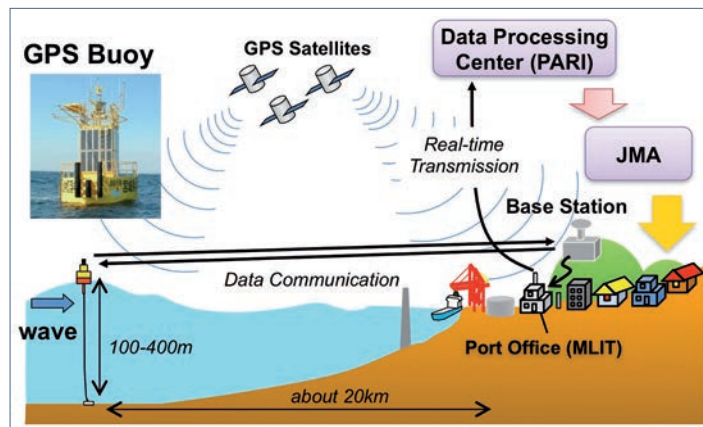 GPS Buoy
GPS Satellites
Data Processing
Center (PARI)
Real-time
Transmission
JMA
Base Station
Data Communication
wave
100-400m
Port Office (MLIT)
about 20km